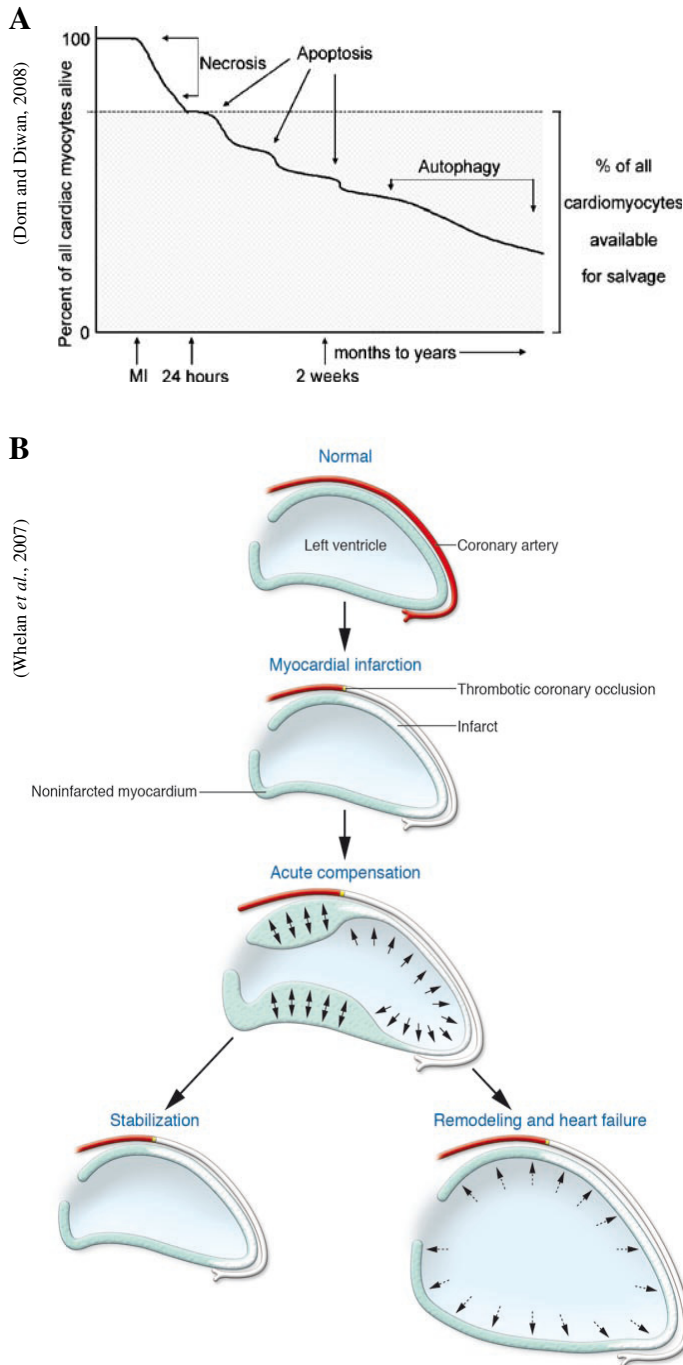 A
(Dorn and Diwan, 2008)
Percent of all cardiac myocytes alive
100
0
Necrosis
Apoptosis
Autophagy
% of all
cardiomyocytes
available
for salvage
MI
24 hours
2 weeks
months to years
B
(Whelan et al., 2007)
Normal
Left ventricle
Coronary artery
Myocardial infarction
Thrombotic coronary occlusion
Infarct
Noninfarcted myocardium
Acute compensation
Stabilization
Remodeling and heart failure